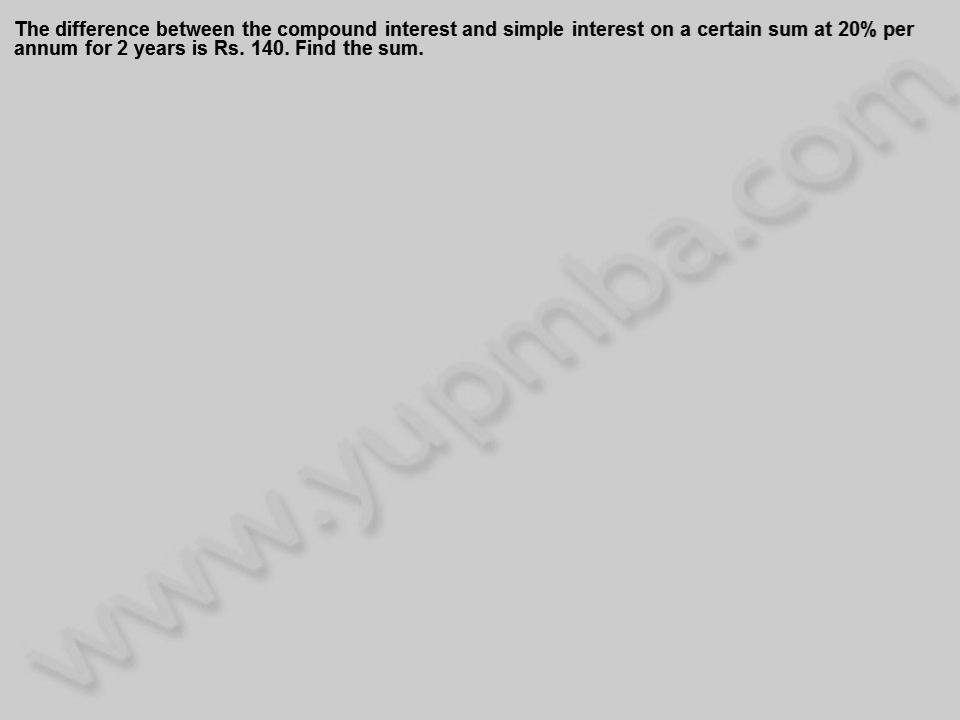 The difference between the compound interest and simple interest on a certain sum at 20% per
annum for 2 years is Rs. 140. Find the sum.
www.yupmba.com